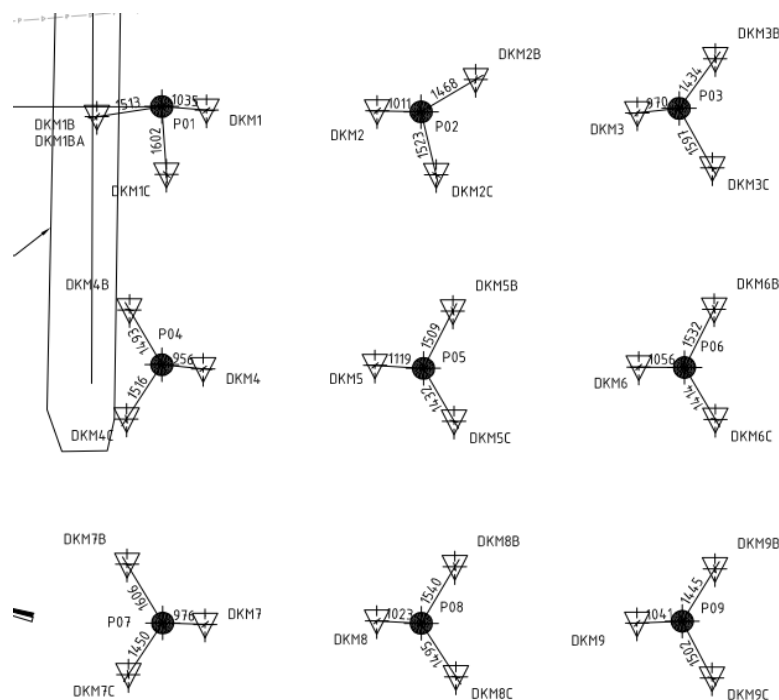 P P P
DKM3B
DKM2B
1513 1035 1011 1468 970 1434
DKM1B P01 DKM1 DKM2 P02 DKM3 P03
DKM1BA
1602 1523 1597
DKM1C DKM2C DKM3C
DKM4B DKM5B DKM6B
1493 P04 1509 1532
956 1119 P05 1056 P06
1516 DKM4 DKM5 1432 DKM6 1414
DKM4C DKM5C DKM6C
DKM7B DKM8B DKM9B
1606 1540 1445
P07 976 DKM7 1023 P08 1041 P09
1450 DKM8 1495 DKM9 1502
DKM7C DKM8C DKM9C